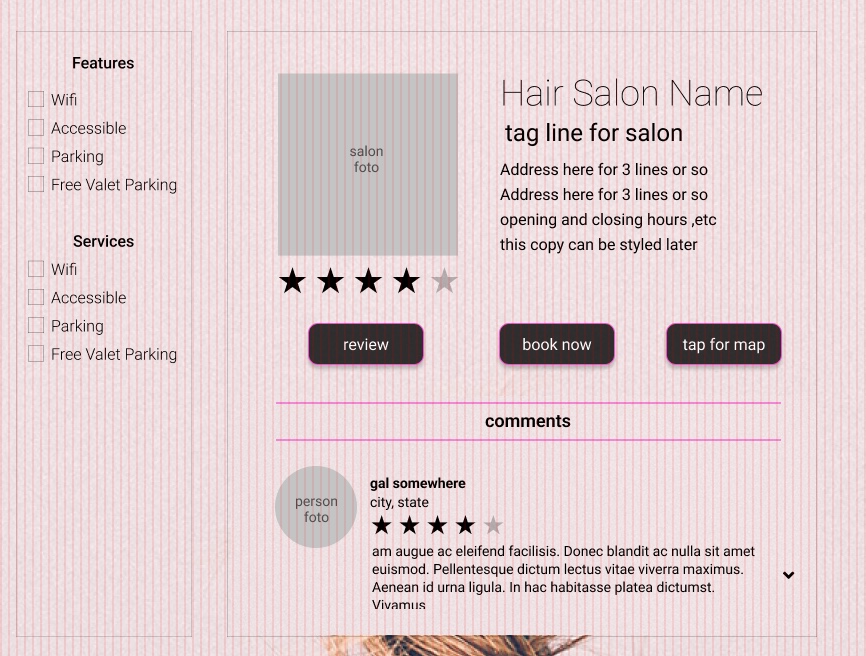 Features
Wifi
Accessible
Parking
Free Valet Parking
Services
Wifi
Accessible
Parking
Free Valet Parking
salon
foto
Hair Salon Name
tag line for salon
Address here for 3 lines or so
Address here for 3 lines or so
opening and closing hours ,etc
this copy can be styled later
review
book now
tap for map
comments
person
foto
gal somewhere
city, state
am augue ac eleifend facilisis. Donec blandit ac nulla sit amet
euismod. Pellentesque dictum lectus vitae viverra maximus.
Aenean id urna ligula. In hac habitasse platea dictumst.
Vivamus